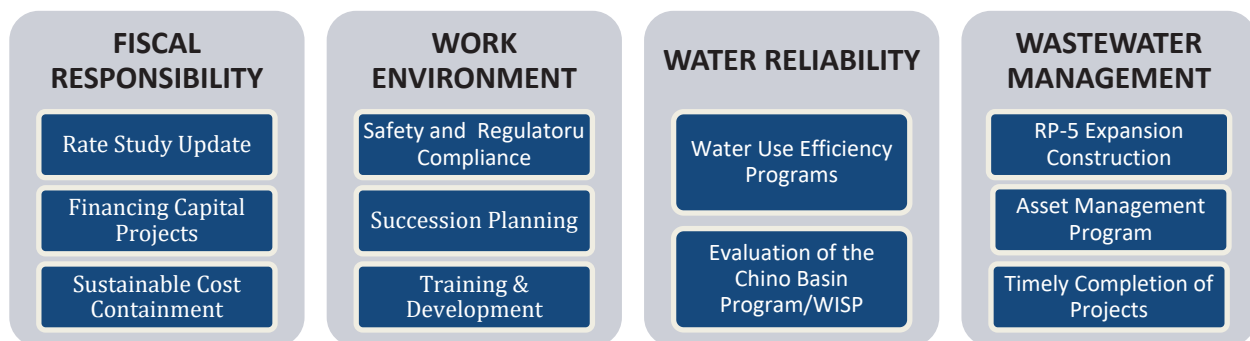 FISCAL
RESPONSIBILITY
Rate Study Update
Financing Capital
Projects
Sustainable Cost
Containment
WORK
ENVIRONMENT
Safety and Regulatoru
Compliance
Succession Planning
Training &
Development
WATER RELIABILITY
Water Use Efficiency
Programs
Evaluation of the
Chino Basin
Program/WISP
WASTEWATER
MANAGEMENT
RP-5 Expansion
Construction
Asset Management
Program
Timely Completion of
Projects